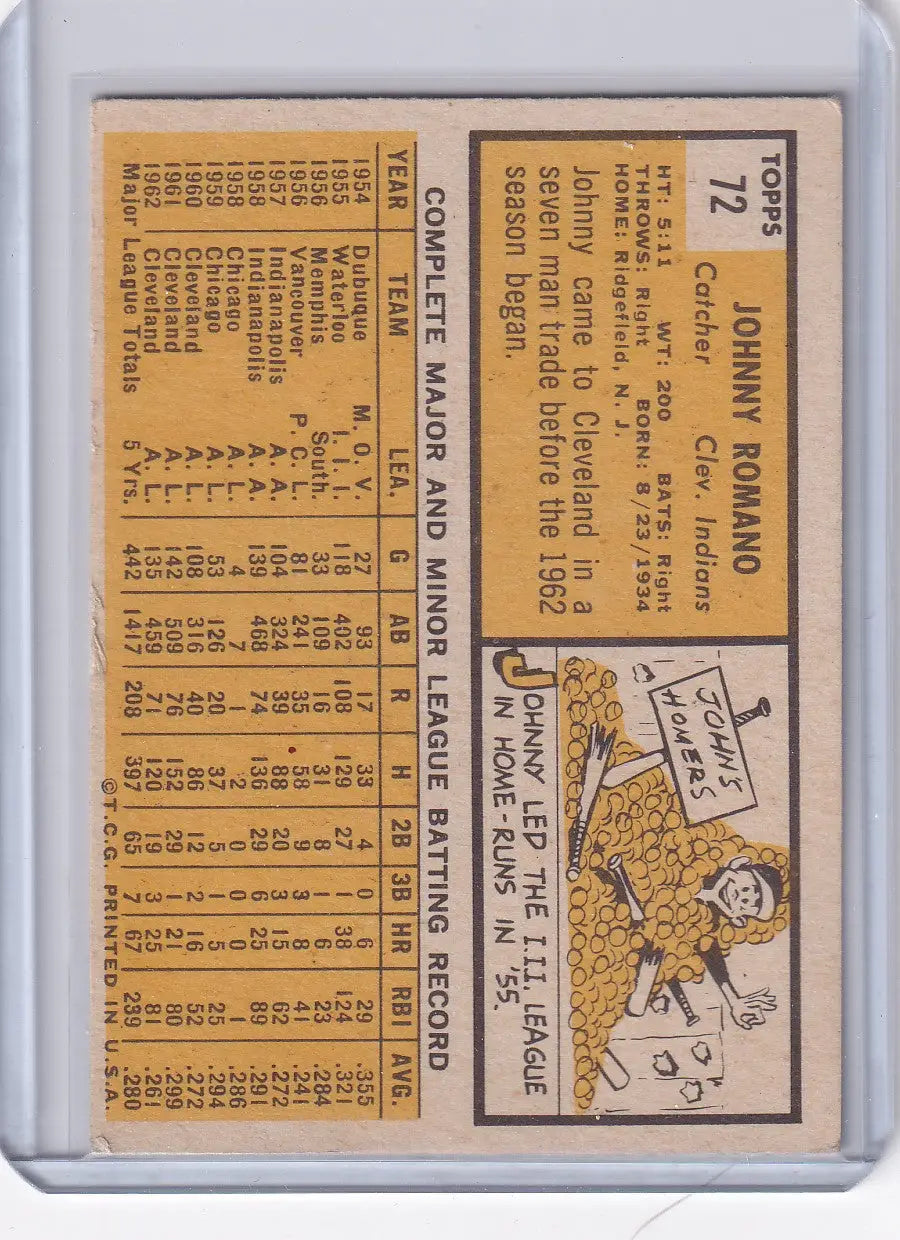 TOPPS
72
JOHNNY ROMANO
Catcher Clev. Indians
HT: 5:11 WT: 200 BATS: Right
THROWS: Right BORN: 8/23/1934
HOME: Ridgefield, N. J.
Johnny came to Cleveland in a
seven man trade before the 1962
season began.
JOHN'S
HOMERS
JOHNNY LED THE I.I.I. LEAGUE
IN HOME-RUNS IN '55.
COMPLETE MAJOR AND MINOR LEAGUE BATTING RECORD
YEAR TEAM LEA. G AB R H 2B 3B HR RBI AVG.
1954 Dubuque M. O. V. 27 93 17 33 4 0 6 29 .355
1955 Waterloo I. I. I. 118 402 108 129 27 1 38 124 .321
1956 Memphis South. 33 109 16 31 8 1 6 23 .284
1956 Vancouver P. C. L. 81 241 35 58 9 3 8 41 .241
1957 Indianapolis A. A. 104 324 39 88 20 3 15 62 .272
1958 Indianapolis A. A. 139 468 74 136 29 6 25 89 .291
1958 Chicago A. L. 4 7 1 2 0 0 0 1 .286
1959 Chicago A. L. 53 126 20 37 5 1 5 25 .294
1960 Cleveland A. L. 108 316 40 86 12 2 16 52 .272
1961 Cleveland A. L. 142 509 76 152 29 1 21 80 .299
1962 Cleveland A. L. 135 459 71 120 19 3 25 81 .261
Major League Totals 5 Yrs. 442 1417 208 397 65 7 67 239 .280
©T.C.G. PRINTED IN U.S.A.